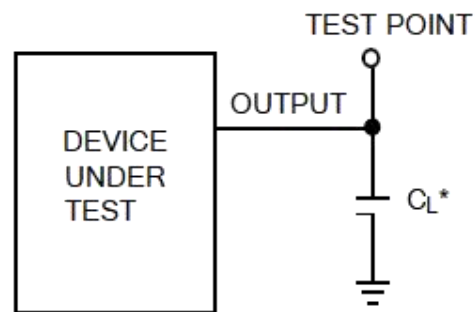 TEST POINT
OUTPUT
DEVICE
UNDER
TEST
CL*